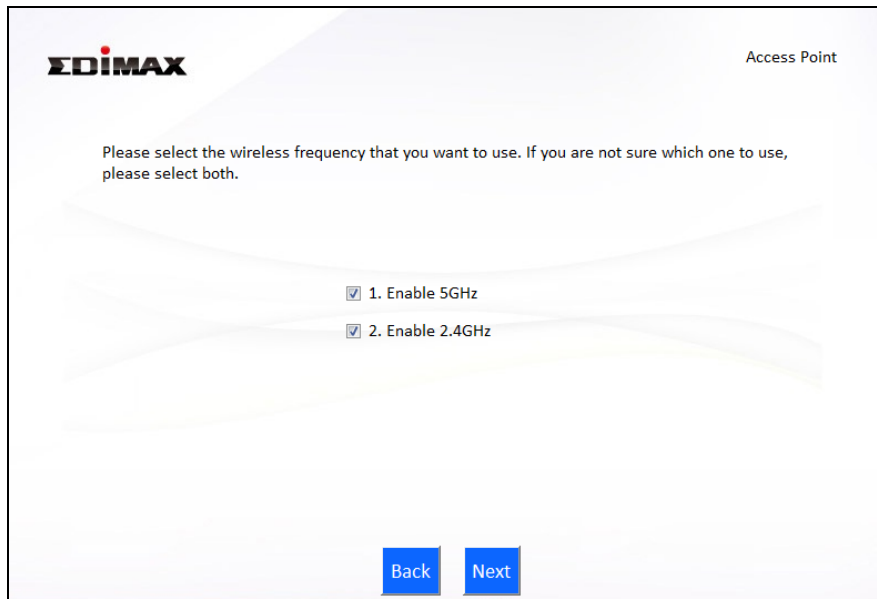 EDIMAX
Access Point
Please select the wireless frequency that you want to use. If you are not sure which one to use,
please select both.
1. Enable 5GHz
2. Enable 2.4GHz
Back Next